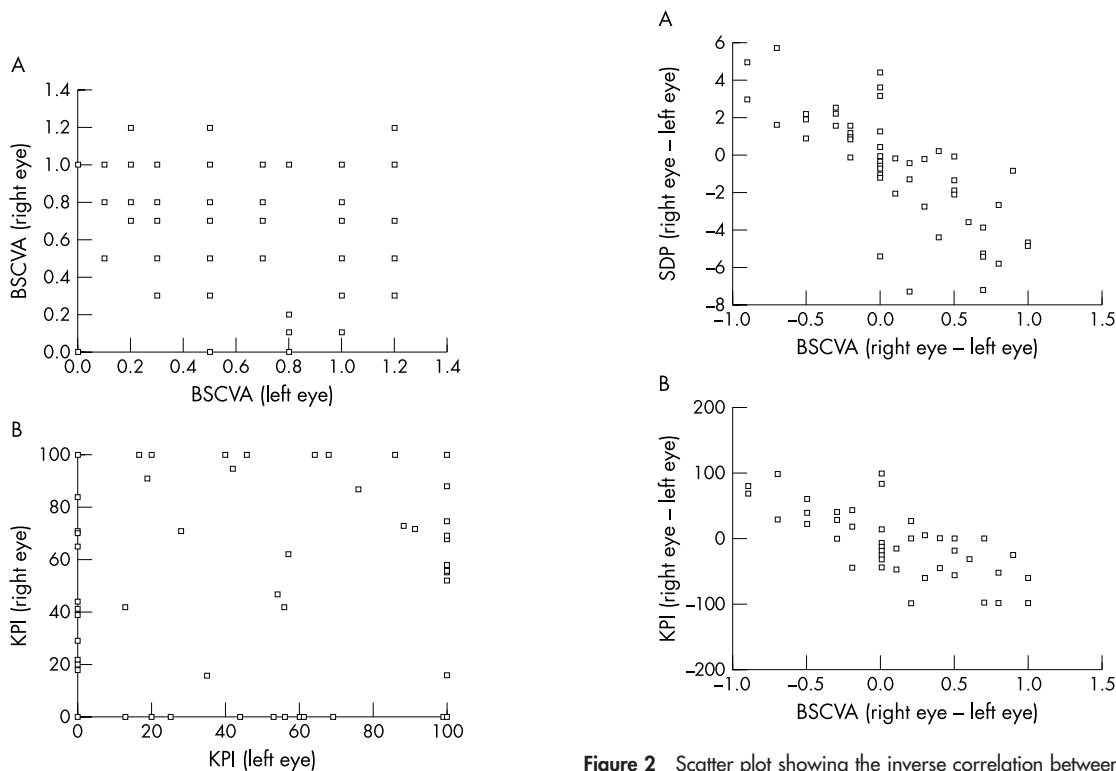 A
1.4
1.2
1.0
0.8
0.6
0.4
0.2
0.0
BSCVA (right eye)
0.0 0.2 0.4 0.6 0.8 1.0 1.2 1.4
BSCVA (left eye)
B
100
80
60
40
20
0
KPI (right eye)
0 20 40 60 80 100
KPI (left eye)
A
6
4
2
0
–2
–4
–6
–8
SDP (right eye – left eye)
–1.0 –0.5 0.0 0.5 1.0 1.5
BSCVA (right eye – left eye)
B
200
100
0
–100
–200
KPI (right eye – left eye)
–1.0 –0.5 0.0 0.5 1.0 1.5
BSCVA (right eye – left eye)
Figure 2 Scatter plot showing the inverse correlation between